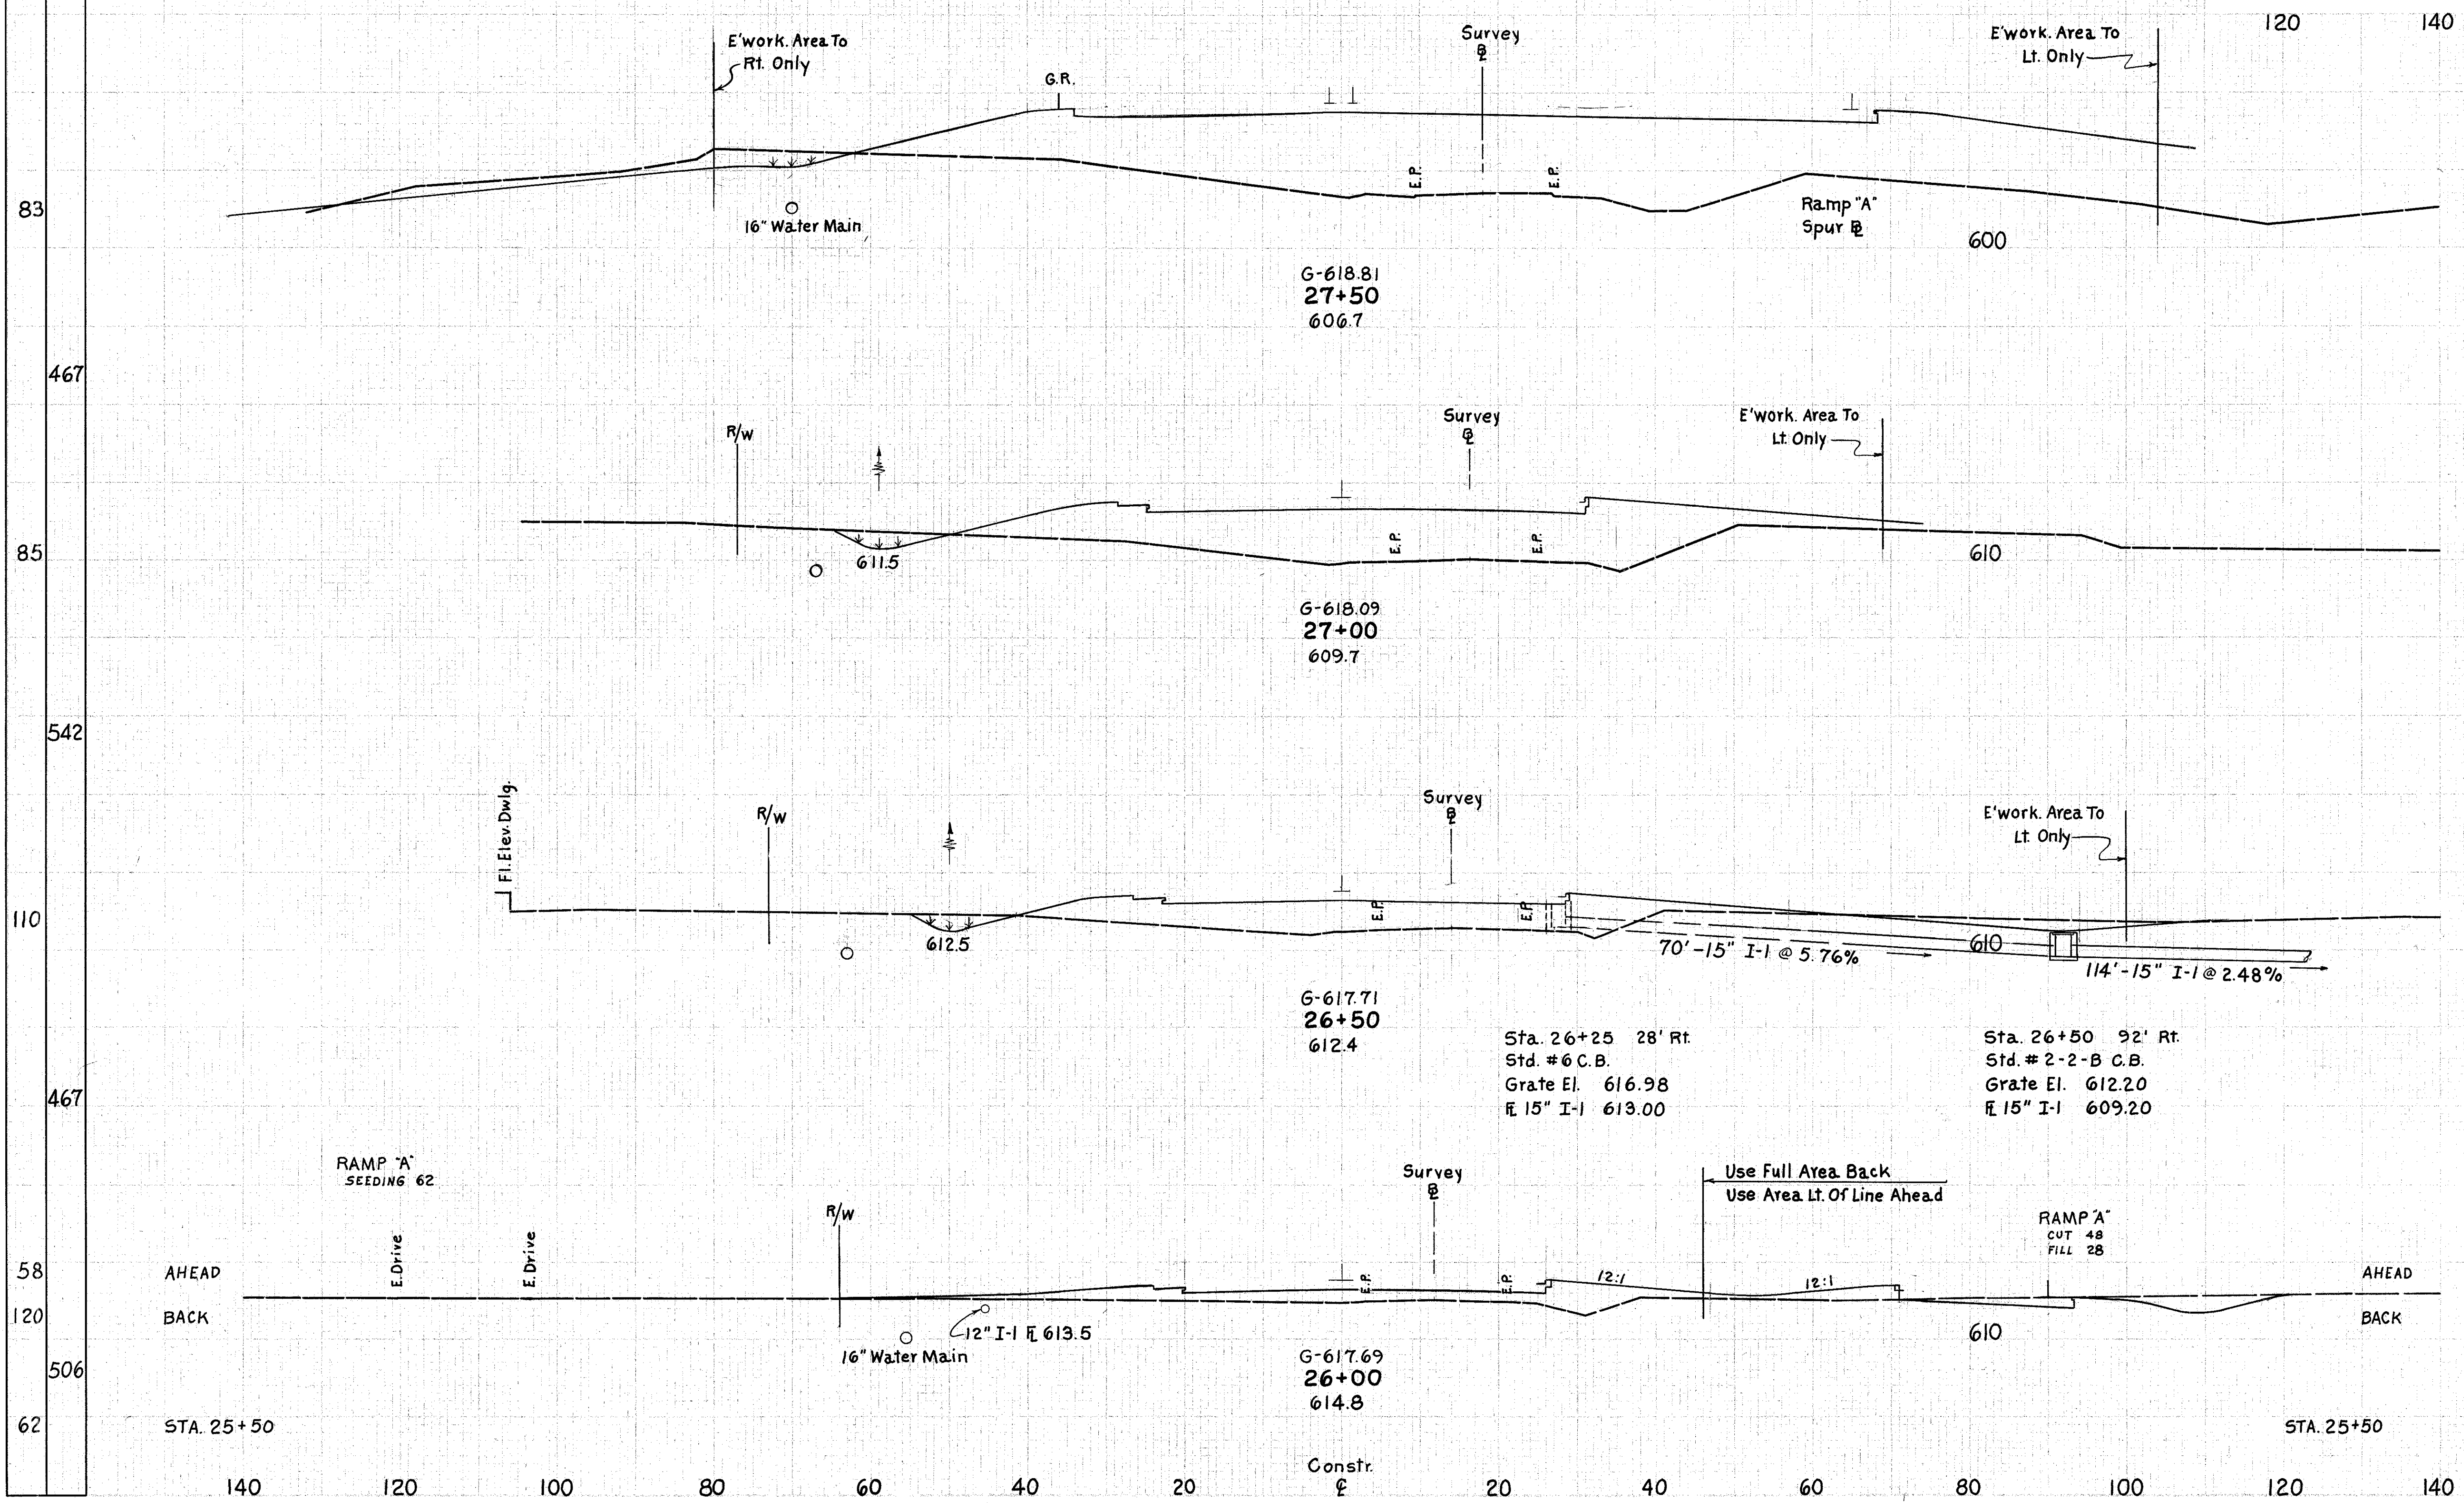 120 140
E'work. Area To
Rt. Only
G.R.
Survey
B̵L
E'work. Area To
Lt. Only
83
16" Water Main
E.P.
E.P.
Ramp "A"
Spur B̵L
600
G-618.81
27+50
606.7
467
R/W
Survey
B̵L
E'work. Area To
Lt. Only
85
611.5
E.P.
E.P.
610
G-618.09
27+00
609.7
542
Fl. Elev. Dwlg.
R/W
Survey
B̵L
E'work. Area To
Lt. Only
110
612.5
E.P.
E.P.
70'-15" I-1 @ 5.76%
610
114'-15" I-1 @ 2.48%
G-617.71
26+50
612.4
Sta. 26+25 28' Rt.
Std. #6 C.B.
Grate El. 616.98
FL 15" I-1 613.00
Sta. 26+50 92' Rt.
Std. # 2-2-B C.B.
Grate El. 612.20
FL 15" I-1 609.20
467
RAMP "A"
SEEDING 62
R/W
Survey
B̵L
Use Full Area Back
Use Area Lt. Of Line Ahead
RAMP "A"
CUT 48
FILL 28
E. Drive
E. Drive
58
AHEAD
E.P.
E.P.
12:1
12:1
AHEAD
120
BACK
12" I-1 FL 613.5
16" Water Main
610
BACK
G-617.69
26+00
614.8
506
62
STA. 25+50
STA. 25+50
Constr.
140 120 100 80 60 40 20 ℄ 20 40 60 80 100 120 140